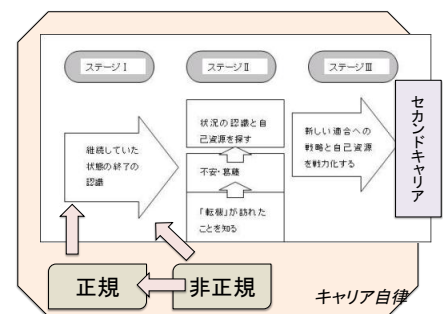 ステージⅠ
ステージⅡ
ステージⅢ
継続していた
状態の終了の
認識
状況の認識と自
己資源を探す
不安・葛藤
「転機」が訪れた
ことを知る
新しい適合への
戦略と自己資源
を戦力化する
セカンドキャリア
正規
非正規
キャリア自律